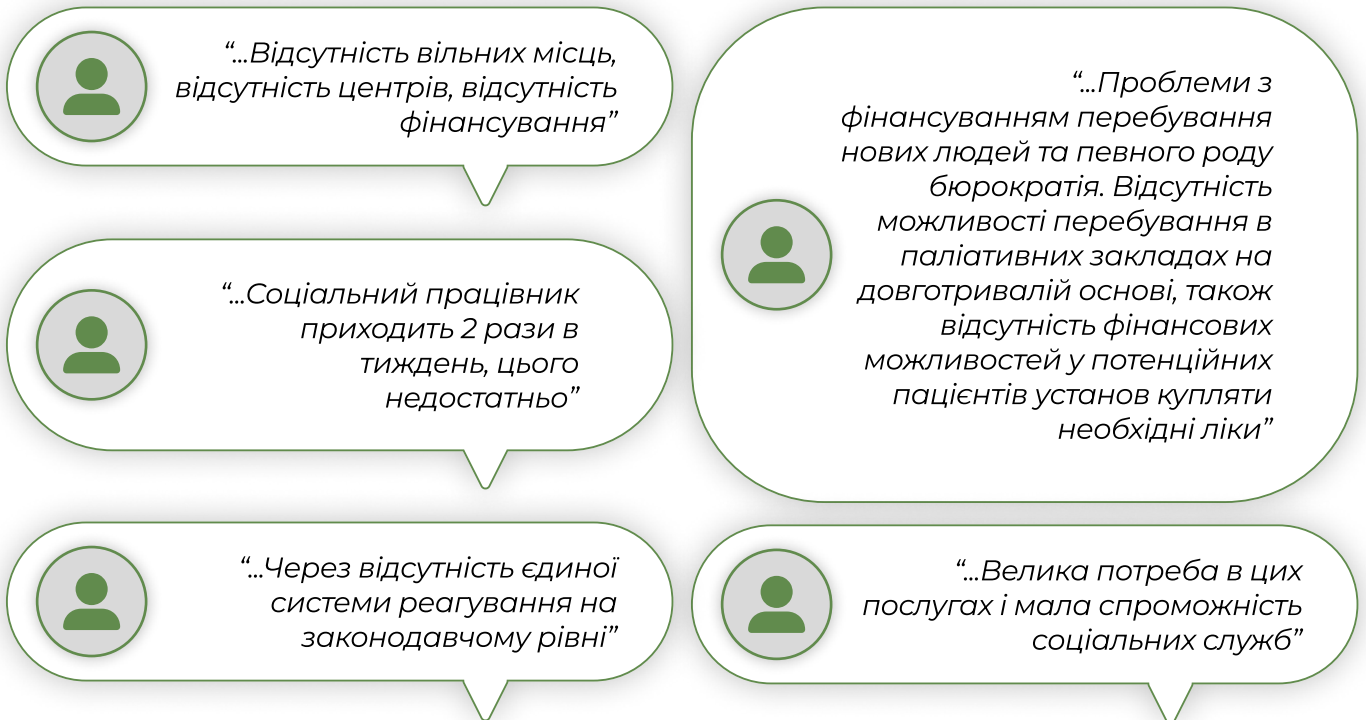 “...Відсутність вільних місць,
відсутність центрів, відсутність
фінансування”
“...Соціальний працівник
приходить 2 рази в
тиждень, цього
недостатньо”
“...Через відсутність єдиної
системи реагування на
законодавчому рівні”
“...Проблеми з
фінансуванням перебування
нових людей та певного роду
бюрократія. Відсутність
можливості перебування в
паліативних закладах на
довготривалій основі, також
відсутність фінансових
можливостей у потенційних
пацієнтів установ купляти
необхідні ліки”
“...Велика потреба в цих
послугах і мала спроможність
соціальних служб”